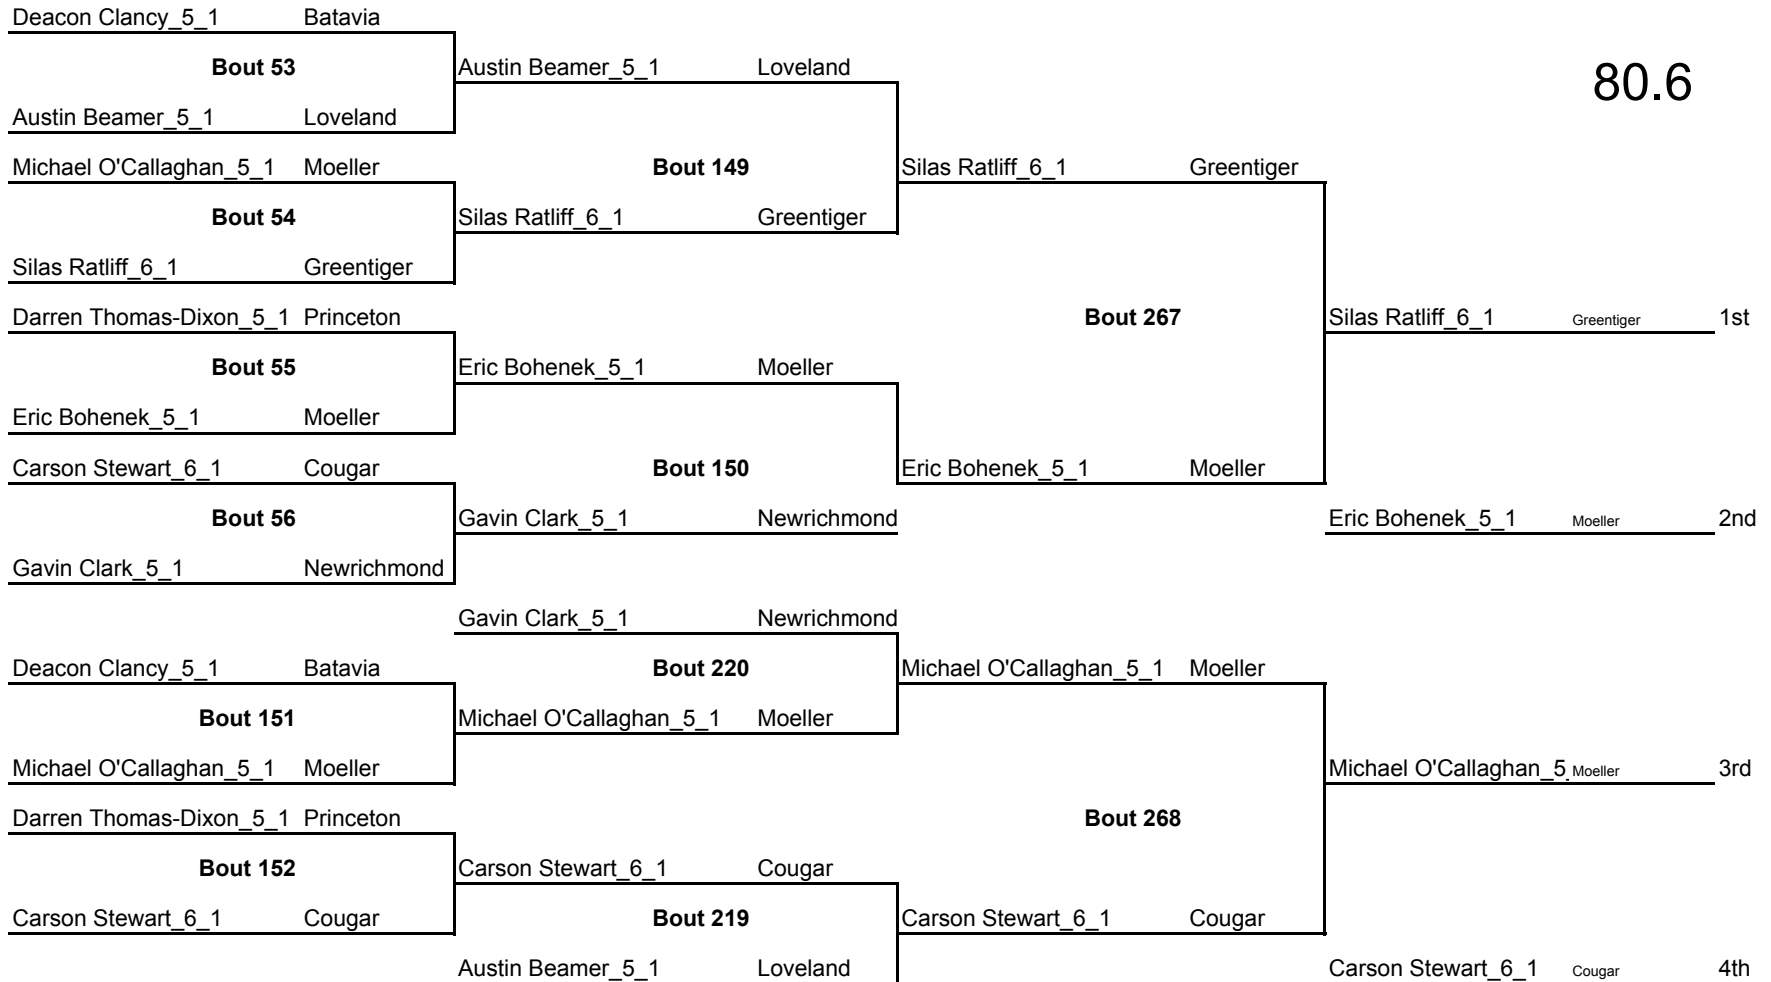 Deacon Clancy_5_1 Batavia
Bout 53 Austin Beamer_5_1 Loveland
80.6
Austin Beamer_5_1 Loveland
Michael O'Callaghan_5_1 Moeller Bout 149 Silas Ratliff_6_1 Greentiger
Bout 54 Silas Ratliff_6_1 Greentiger
Silas Ratliff_6_1 Greentiger
Darren Thomas-Dixon_5_1 Princeton Bout 267 Silas Ratliff_6_1 Greentiger 1st
Bout 55 Eric Bohenek_5_1 Moeller
Eric Bohenek_5_1 Moeller
Carson Stewart_6_1 Cougar Bout 150 Eric Bohenek_5_1 Moeller
Bout 56 Gavin Clark_5_1 Newrichmond Eric Bohenek_5_1 Moeller 2nd
Gavin Clark_5_1 Newrichmond
Gavin Clark_5_1 Newrichmond
Deacon Clancy_5_1 Batavia Bout 220 Michael O'Callaghan_5_1 Moeller
Bout 151 Michael O'Callaghan_5_1 Moeller
Michael O'Callaghan_5_1 Moeller Michael O'Callaghan_5_ Moeller 3rd
Darren Thomas-Dixon_5_1 Princeton Bout 268
Bout 152 Carson Stewart_6_1 Cougar
Carson Stewart_6_1 Cougar Bout 219 Carson Stewart_6_1 Cougar
Austin Beamer_5_1 Loveland Carson Stewart_6_1 Cougar 4th